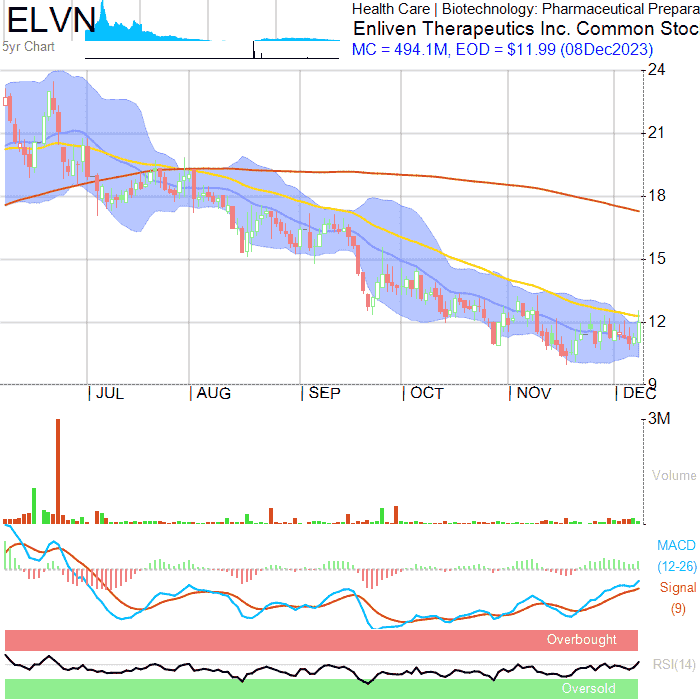 ELVN
5yr Chart
Health Care | Biotechnology: Pharmaceutical Prepara
Enliven Therapeutics Inc. Common Stoc
MC = 494.1M, EOD = $11.99 (08Dec2023)
24
21
18
15
12
9
JUL AUG SEP OCT NOV DEC
3M
Volume
MACD
(12-26)
Signal
(9)
Overbought
RSI(14)
Oversold